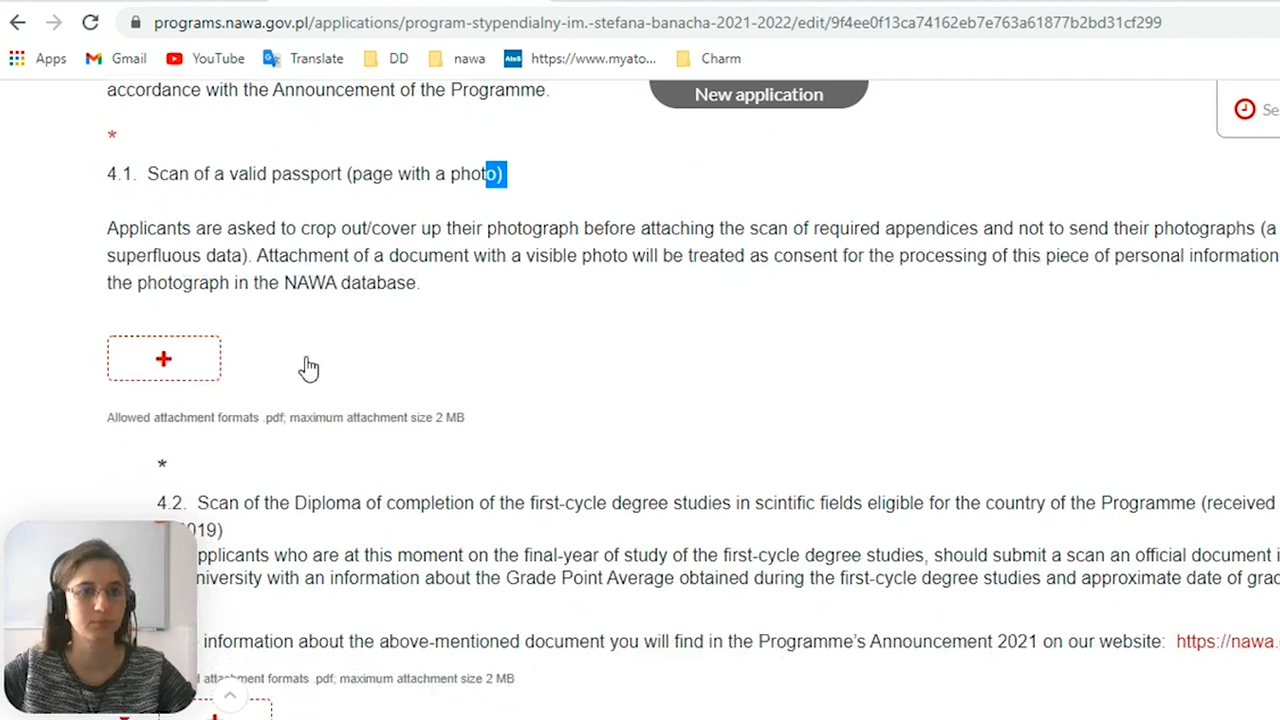 programs.nawa.gov.pl/applications/program-stypendialny-im.-stefana-banacha-2021-2022/edit/9f4ee0f13ca74162eb7e763a61877b2bd31cf299
Apps Gmail YouTube Translate DD nawa https://www.myato... Charm
accordance with the Announcement of the Programme.
New application
Se
*
4.1. Scan of a valid passport (page with a photo)
Applicants are asked to crop out/cover up their photograph before attaching the scan of required appendices and not to send their photographs (a
superfluous data). Attachment of a document with a visible photo will be treated as consent for the processing of this piece of personal information
the photograph in the NAWA database.
+
Allowed attachment formats .pdf; maximum attachment size 2 MB
*
4.2. Scan of the Diploma of completion of the first-cycle degree studies in scintific fields eligible for the country of the Programme (received
019)
pplicants who are at this moment on the final-year of study of the first-cycle degree studies, should submit a scan an official document i
niversity with an information about the Grade Point Average obtained during the first-cycle degree studies and approximate date of grad
information about the above-mentioned document you will find in the Programme's Announcement 2021 on our website: https://nawa.
attachment formats .pdf; maximum attachment size 2 MB